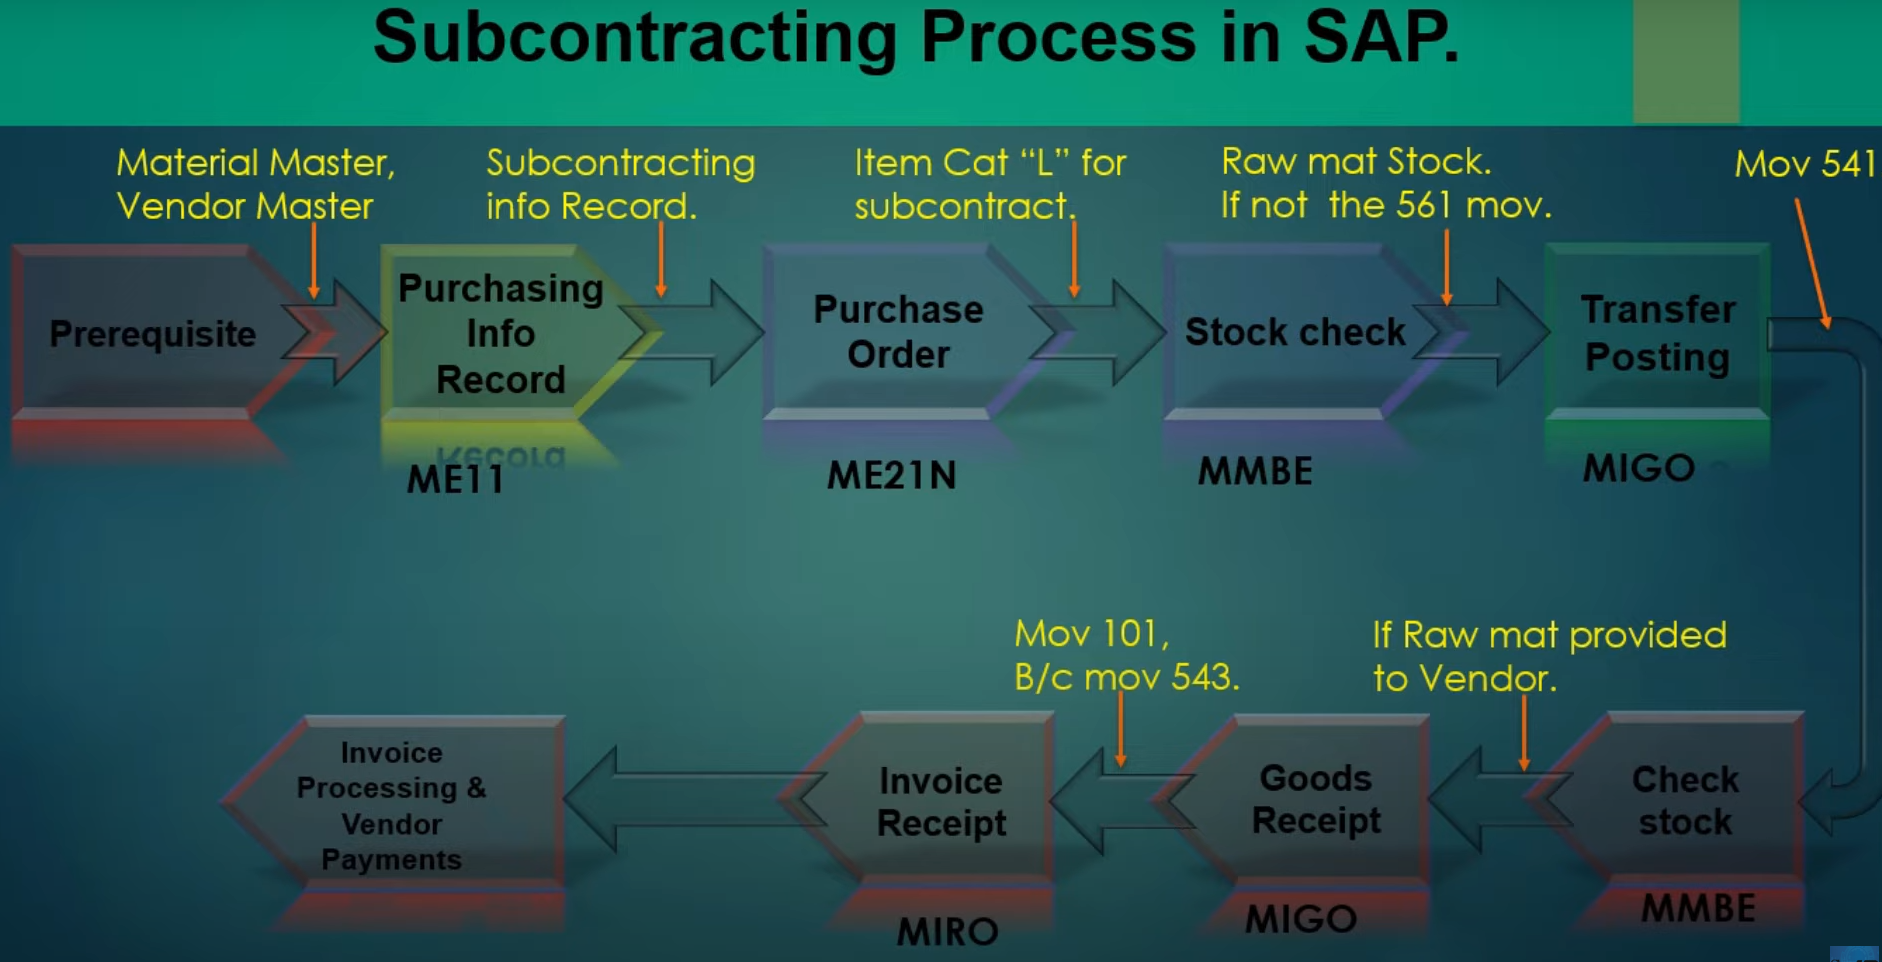 Subcontracting Process in SAP.
Material Master,
Vendor Master
Subcontracting
info Record.
Item Cat “L” for
subcontract.
Raw mat Stock.
If not the 561 mov.
Mov 541
Prerequisite
Purchasing
Info
Record
Purchase
Order
Stock check
Transfer
Posting
ME11
ME21N
MMBE
MIGO
Mov 101,
B/c mov 543.
If Raw mat provided
to Vendor.
Invoice
Processing &
Vendor
Payments
Invoice
Receipt
Goods
Receipt
Check
stock
MIRO
MIGO
MMBE